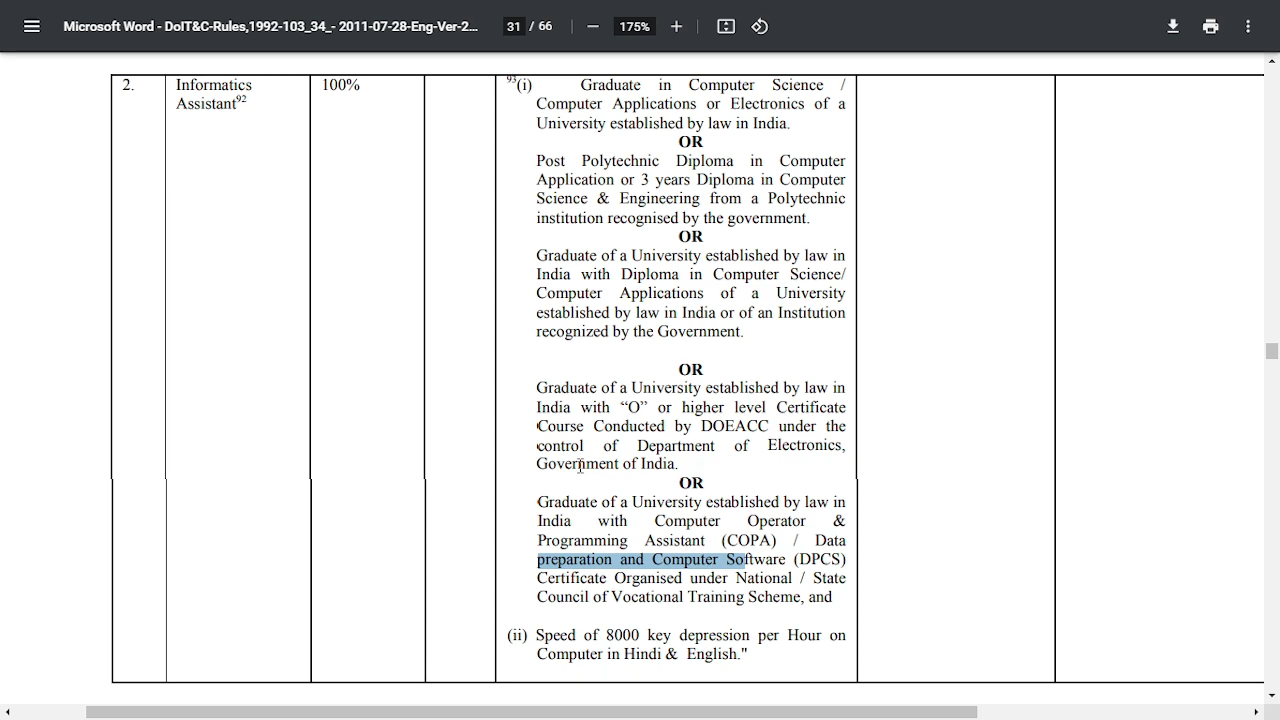 Microsoft Word - DoIT&C-Rules,1992-103_34_- 2011-07-28-Eng-Ver-2...
31 / 66
175%
2.
Informatics
Assistant92
100%
93(i) Graduate in Computer Science /
Computer Applications or Electronics of a
University established by law in India.
OR
Post Polytechnic Diploma in Computer
Application or 3 years Diploma in Computer
Science & Engineering from a Polytechnic
institution recognised by the government.
OR
Graduate of a University established by law in
India with Diploma in Computer Science/
Computer Applications of a University
established by law in India or of an Institution
recognized by the Government.
OR
Graduate of a University established by law in
India with “O” or higher level Certificate
Course Conducted by DOEACC under the
control of Department of Electronics,
Government of India.
OR
Graduate of a University established by law in
India with Computer Operator &
Programming Assistant (COPA) / Data
preparation and Computer Software (DPCS)
Certificate Organised under National / State
Council of Vocational Training Scheme, and
(ii) Speed of 8000 key depression per Hour on
Computer in Hindi & English."